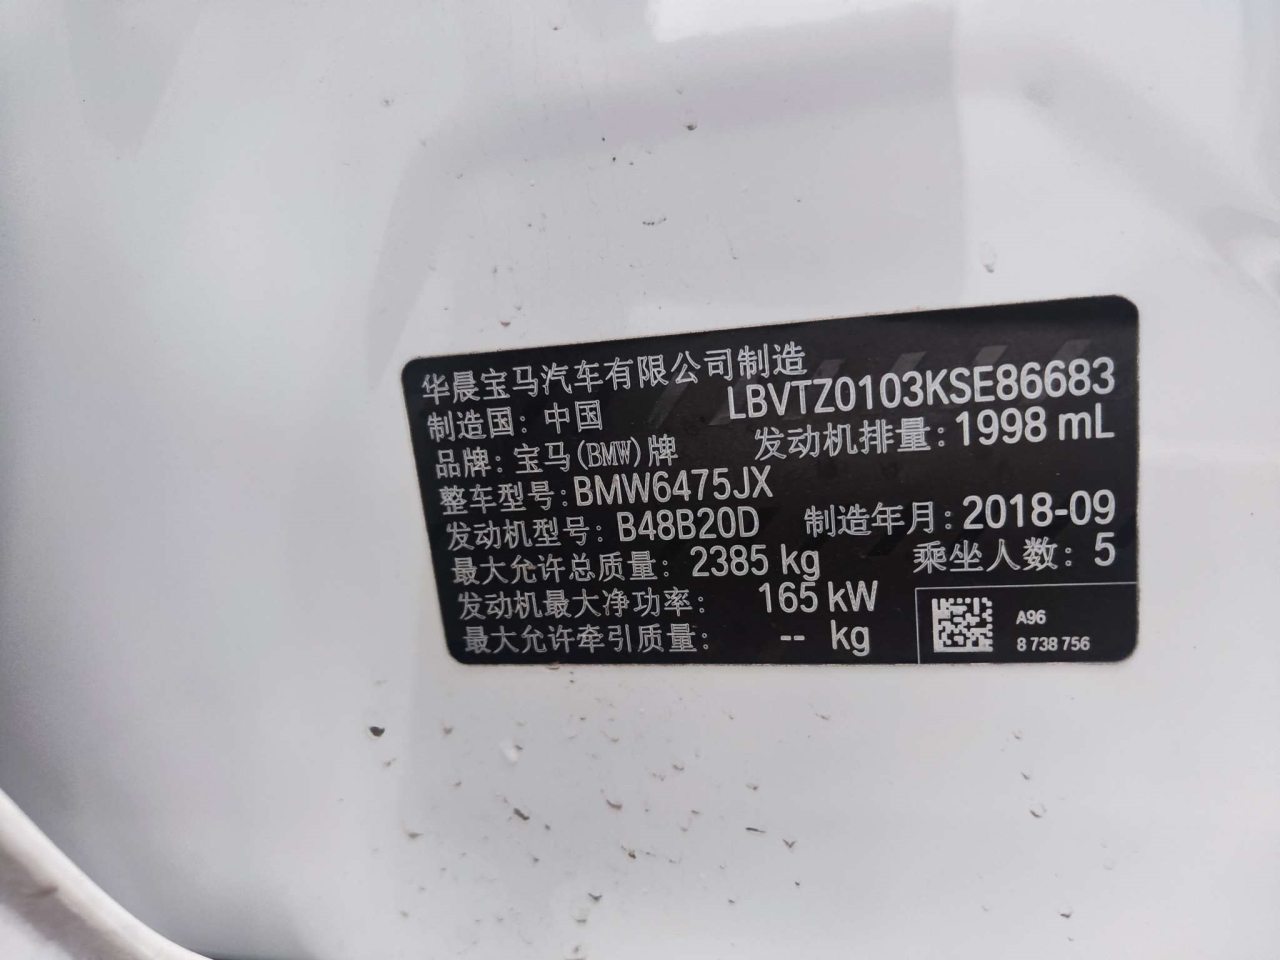 华晨宝马汽车有限公司制造
制造国：中国 LBVTZ0103KSE86683
品牌：宝马(BMW)牌 发动机排量：1998 mL
整车型号：BMW6475JX
发动机型号：B48B20D 制造年月：2018-09
最大允许总质量：2385 kg 乘坐人数：5
发动机最大净功率：165 kW
最大允许牵引质量：-- kg
A96
8 738 756